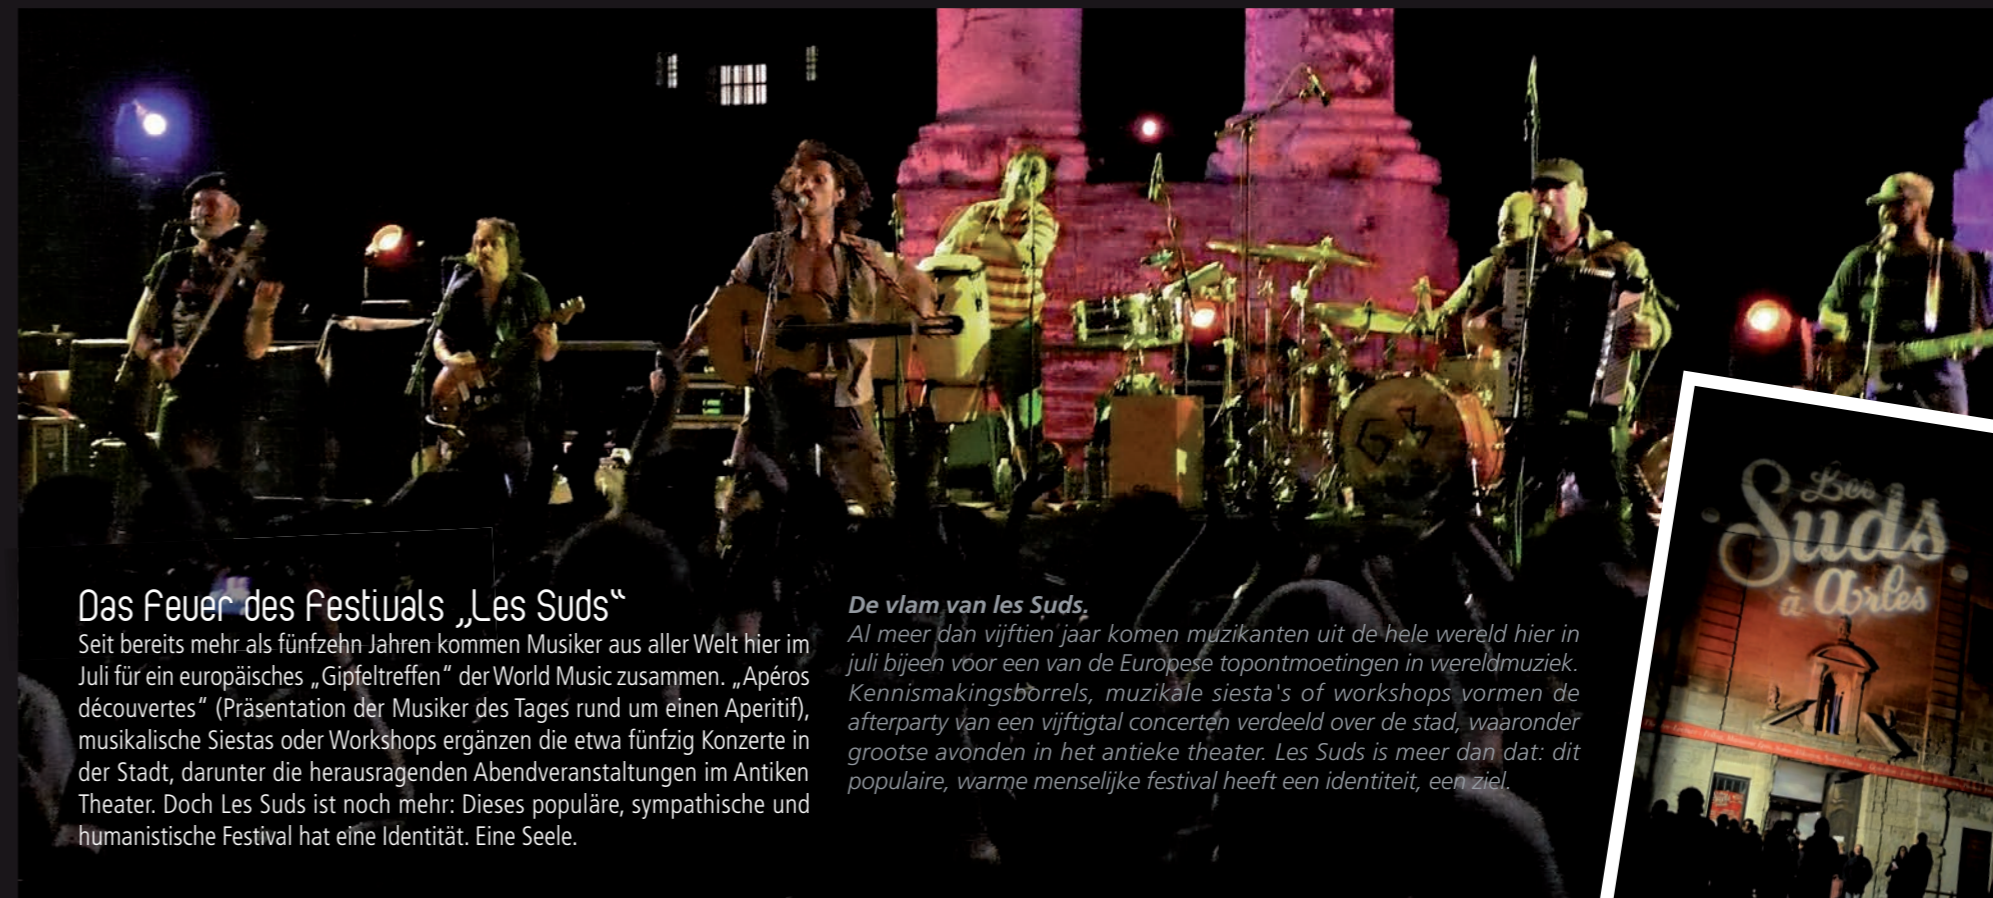 Das Feuer des Festivals „Les Suds“
Seit bereits mehr als fünfzehn Jahren kommen Musiker aus aller Welt hier im
Juli für ein europäisches „Gipfeltreffen“ der World Music zusammen. „Apéros
découvertes“ (Präsentation der Musiker des Tages rund um einen Aperitif),
musikalische Siestas oder Workshops ergänzen die etwa fünfzig Konzerte in
der Stadt, darunter die herausragenden Abendveranstaltungen im Antiken
Theater. Doch Les Suds ist noch mehr: Dieses populäre, sympathische und
humanistische Festival hat eine Identität. Eine Seele.
De vlam van les Suds.
Al meer dan vijftien jaar komen muzikanten uit de hele wereld hier in
juli bijeen voor een van de Europese topontmoetingen in wereldmuziek.
Kennismakingsborrels, muzikale siesta's of workshops vormen de
afterparty van een vijftigtal concerten verdeeld over de stad, waaronder
grootse avonden in het antieke theater. Les Suds is meer dan dat: dit
populaire, warme menselijke festival heeft een identiteit, een ziel.
Les
Suds
à Arles